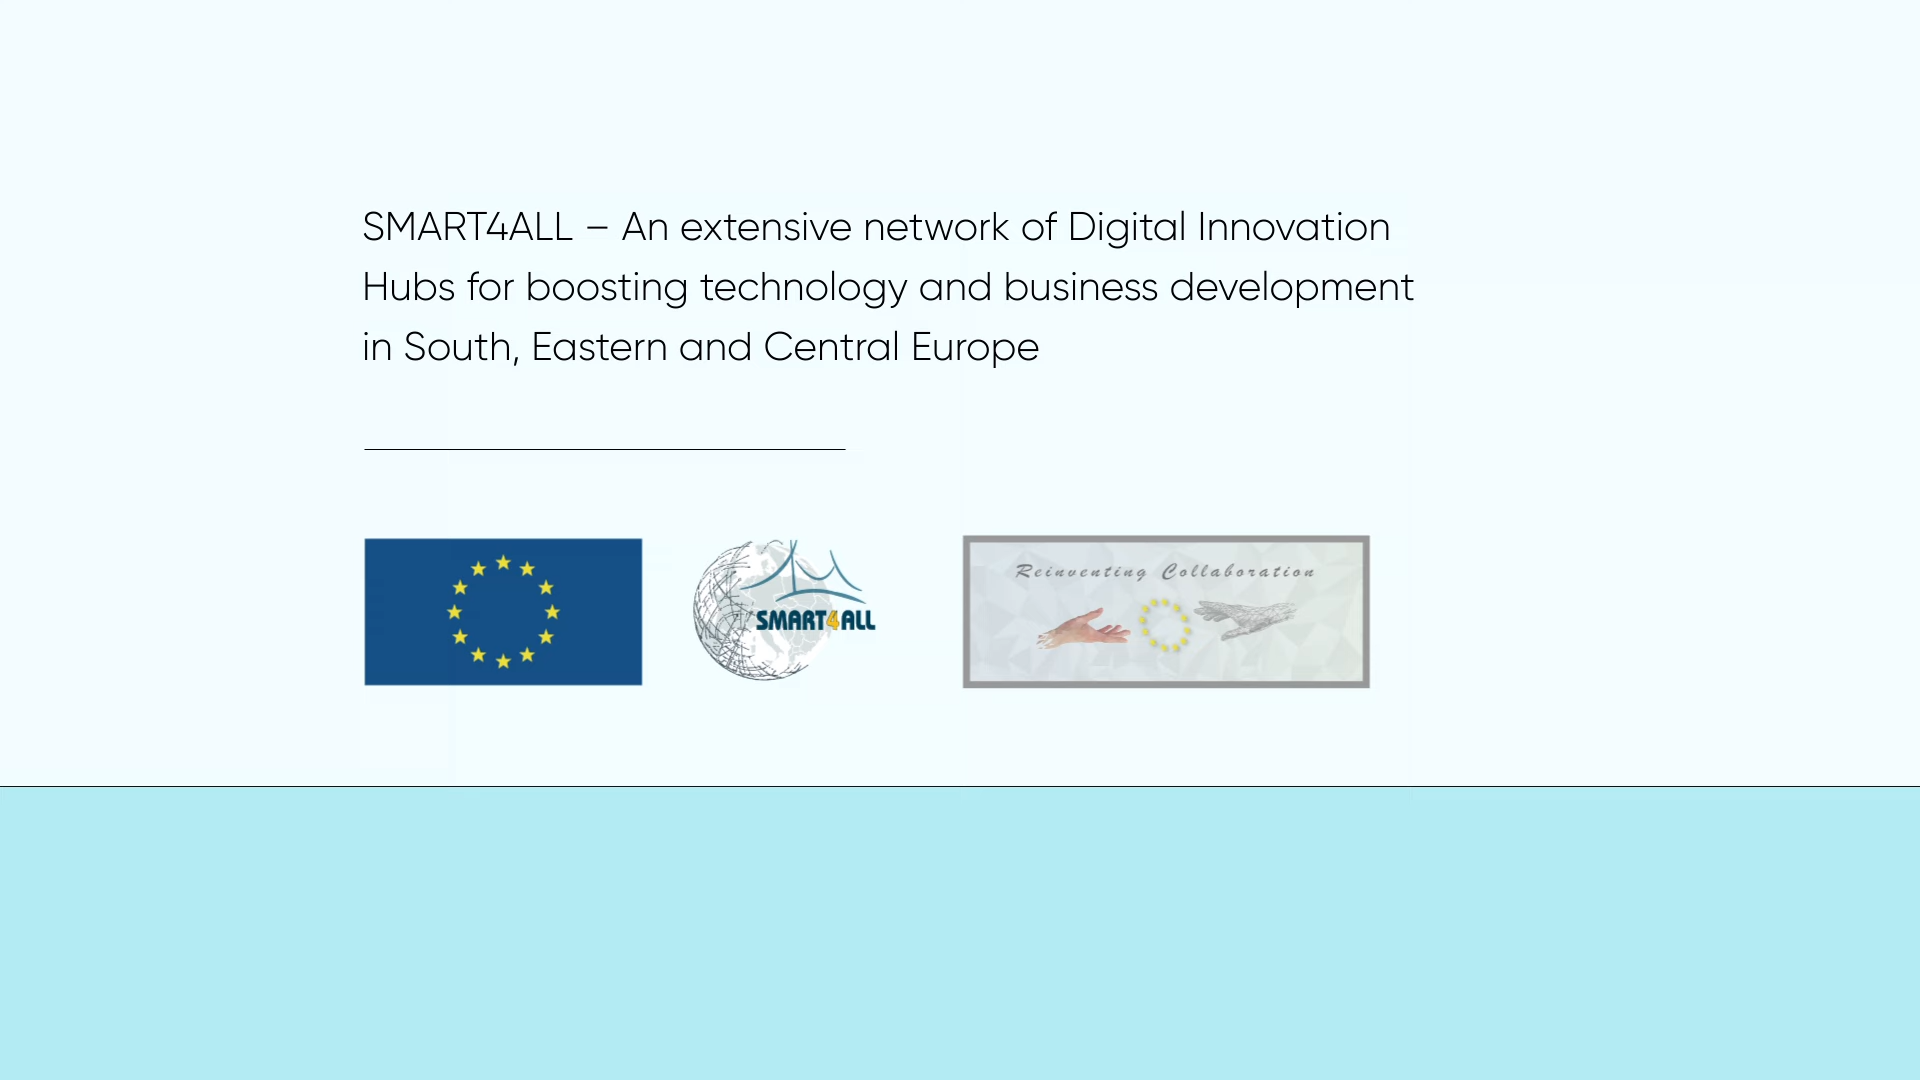 SMART4ALL – An extensive network of Digital Innovation
Hubs for boosting technology and business development
in South, Eastern and Central Europe
SMART4ALL
Reinventing Collaboration